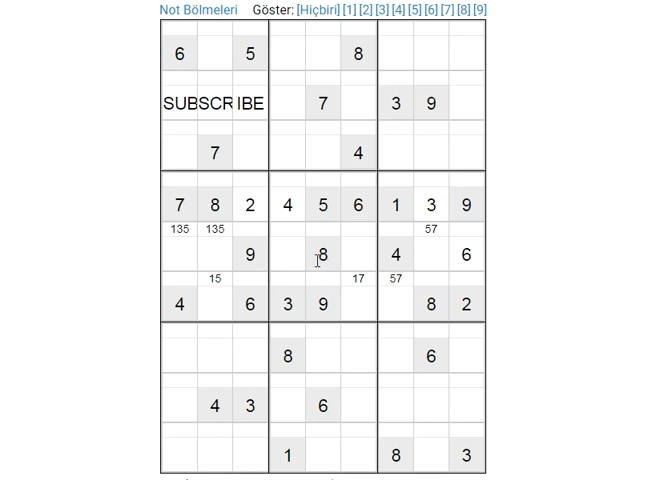 Not Bölmeleri Göster: [Hiçbiri] [1] [2] [3] [4] [5] [6] [7] [8] [9]
6 5 8
SUBSCRIBE 7 3 9
7 4
7 8 2 4 5 6 1 3 9
135 135 57
9 8 4 6
15 17 57
4 6 3 9 8 2
8 6
4 3 6
1 8 3